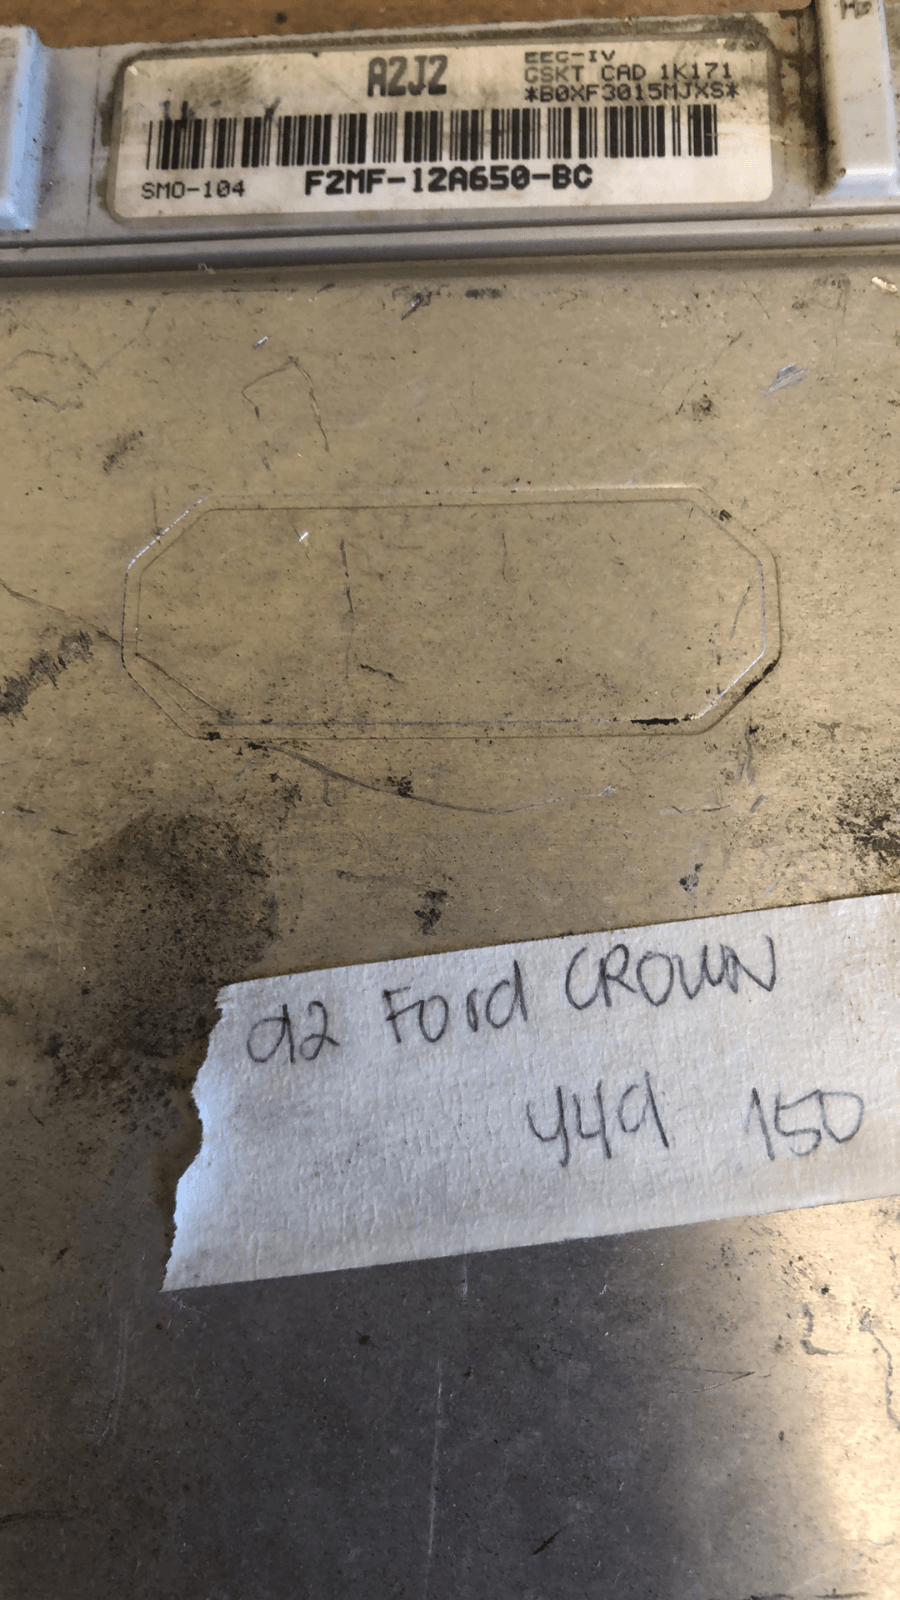 A2J2
EEC-IV
GSKT CAD 1K171
*B0XF3015MJXS*
SMO-104
F2MF-12A650-BC
92 Ford CROWN
449 150